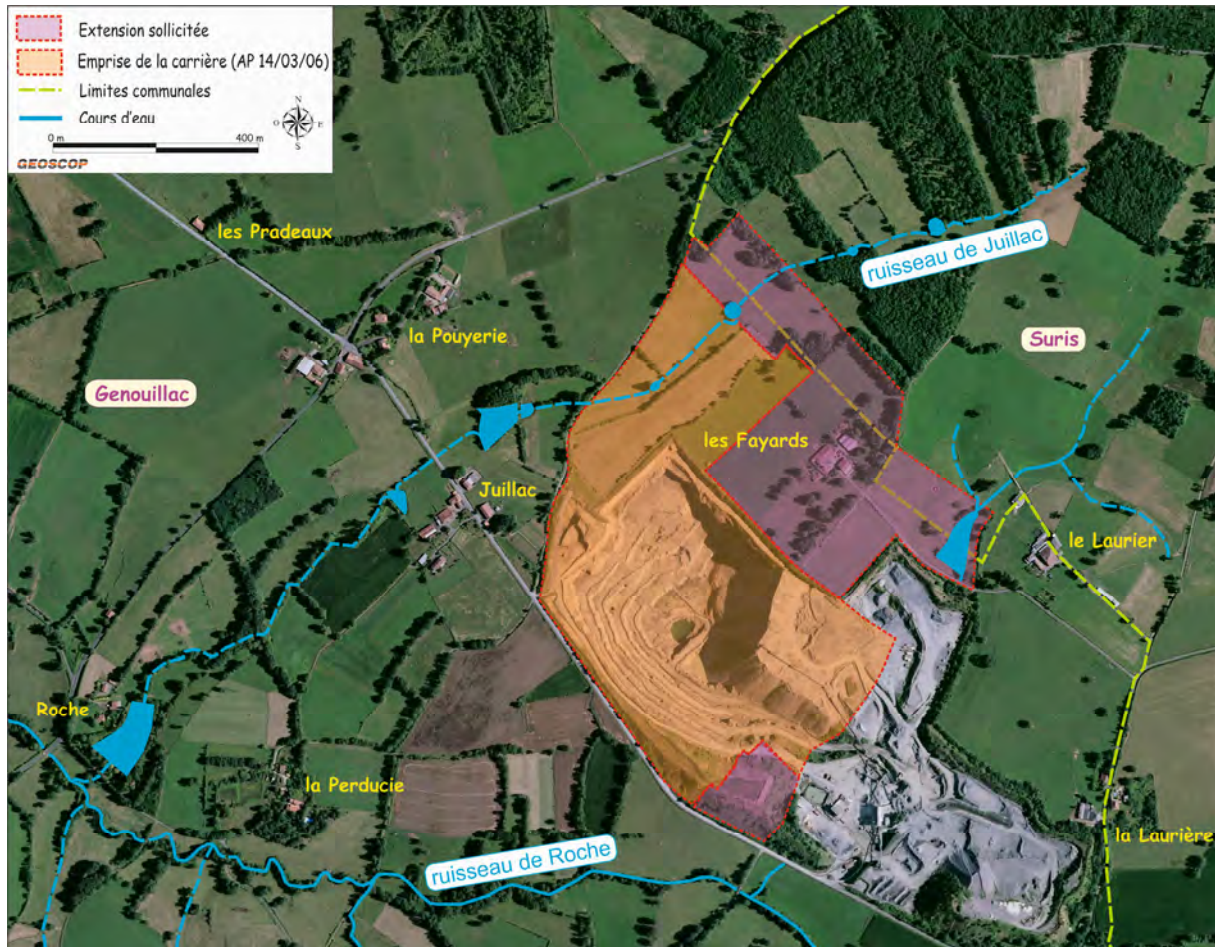 Extension sollicitée
Emprise de la carrière (AP 14/03/06)
Limites communales
Cours d'eau
N
O
E
S
0 m
400 m
GEOSCOP
les Pradeaux
ruisseau de Juillac
la Pouyerie
Suris
Genouillac
les Fayards
Juillac
le Laurier
Roche
la Perducie
la Laurière
ruisseau de Roche